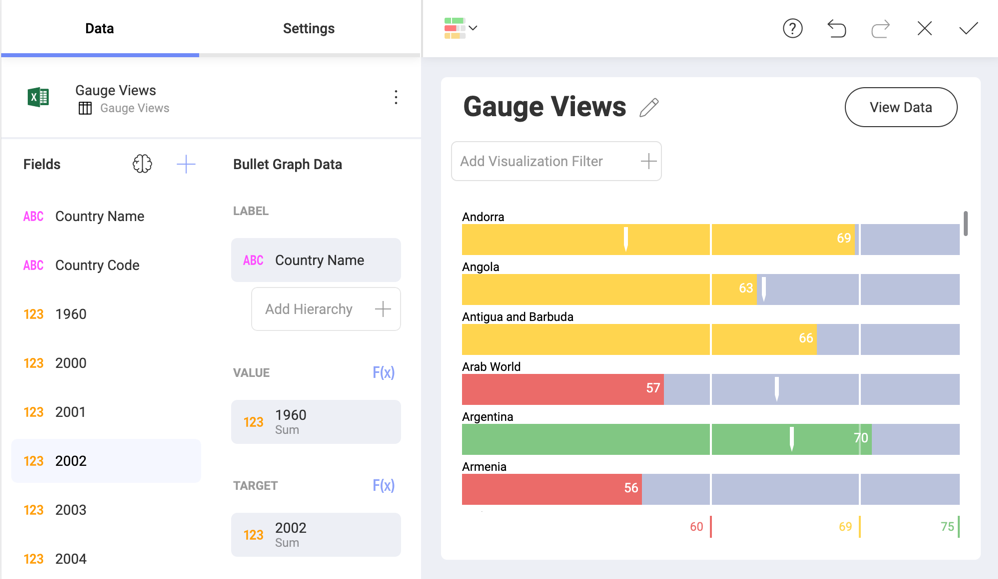 Data
Settings
Gauge Views
Gauge Views
Fields
ABC Country Name
ABC Country Code
123 1960
123 2000
123 2001
123 2002
123 2003
123 2004
Bullet Graph Data
LABEL
ABC Country Name
Add Hierarchy
VALUE F(x)
123 1960
Sum
TARGET F(x)
123 2002
Sum
Gauge Views
View Data
Add Visualization Filter
Andorra
69
Angola
63
Antigua and Barbuda
66
Arab World
57
Argentina
70
Armenia
56
60 69 75